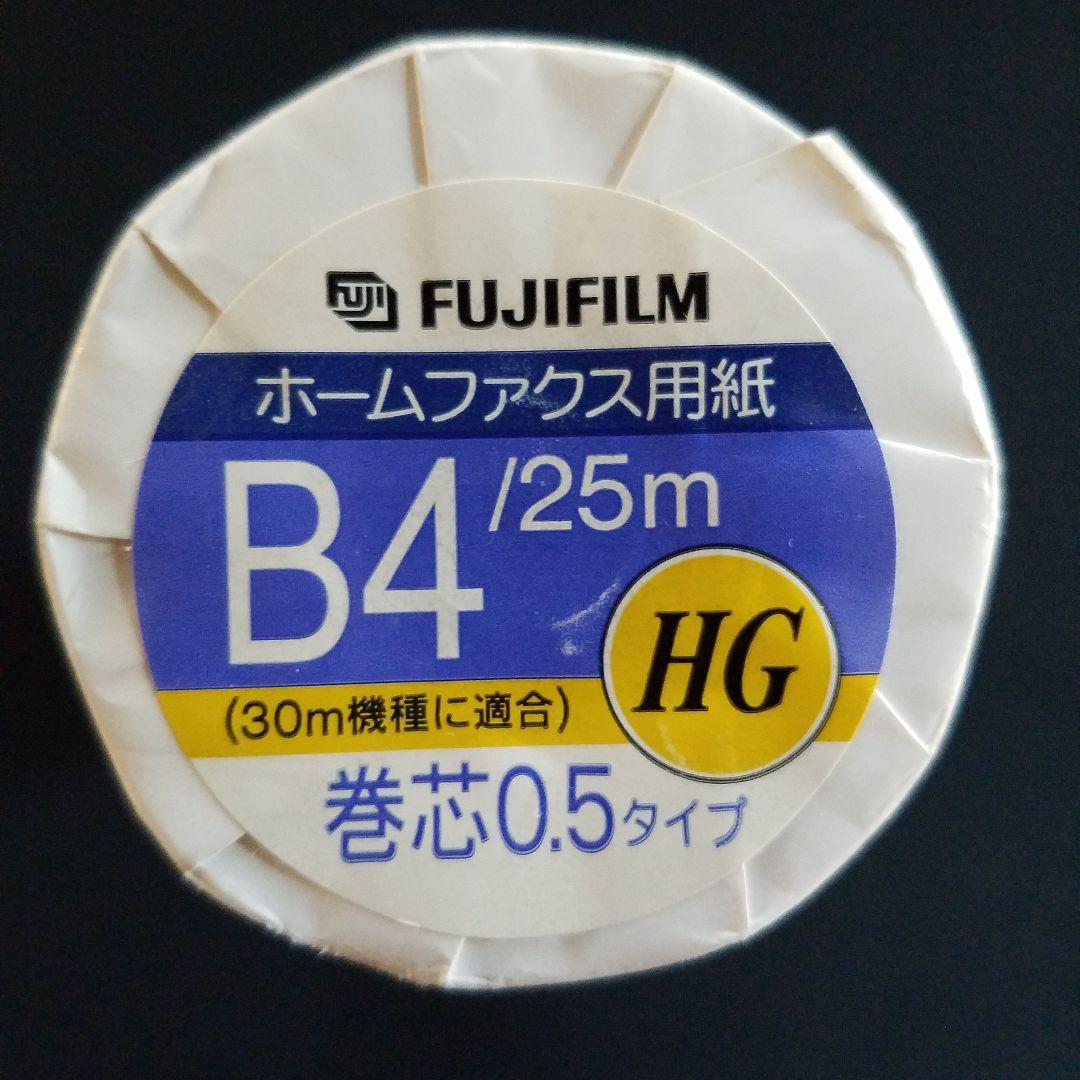 FUJI FUJIFILM
ホームファクス用紙
B4/25m
HG
(30m機種に適合)
巻芯0.5タイプ